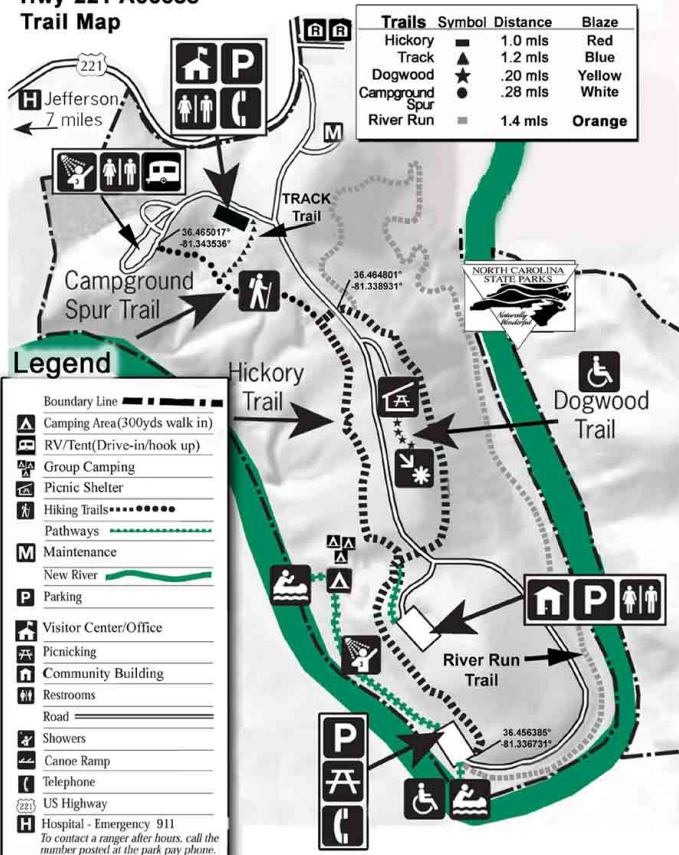 Hwy 221 Access
Trail Map
Trails Symbol Distance Blaze
Hickory 1.0 mls Red
Track 1.2 mls Blue
Dogwood .20 mls Yellow
Campground Spur .28 mls White
River Run 1.4 mls Orange
R R
221
H Jefferson
7 miles
P
M
TRACK
Trail
36.465017°
-81.343536°
36.464801°
-81.338931°
Campground
Spur Trail
NORTH CAROLINA
STATE PARKS
Naturally
Wonderful
Hickory
Trail
Dogwood
Trail
P
River Run
Trail
36.456385°
-81.336731°
P
Legend
Boundary Line
Camping Area(300yds walk in)
RV/Tent(Drive-in/hook up)
Group Camping
Picnic Shelter
Hiking Trails
Pathways
M Maintenance
New River
P Parking
Visitor Center/Office
Picnicking
Community Building
Restrooms
Road
Showers
Canoe Ramp
Telephone
221 US Highway
H Hospital - Emergency 911
To contact a ranger after hours, call the
number posted at the park pay phone.